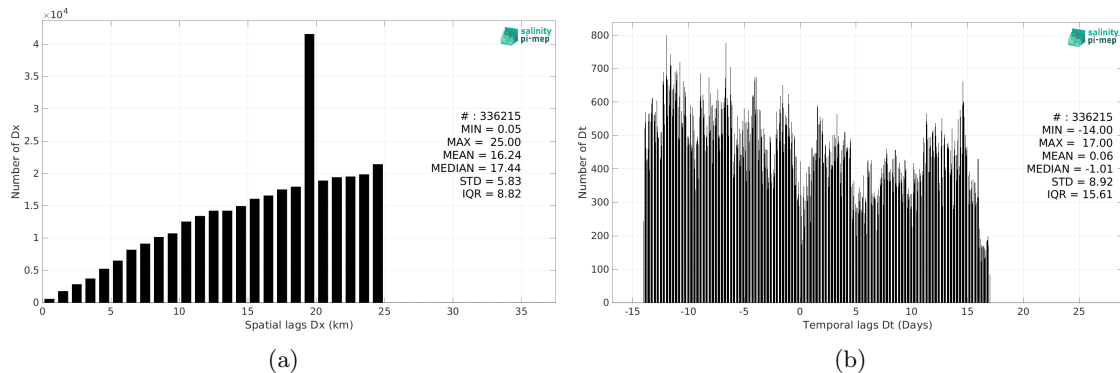 ×10⁴
4
3.5
3
2.5
2
1.5
1
0.5
0
Number of Dx
salinity
pi-mep
# : 336215
MIN = 0.05
MAX = 25.00
MEAN = 16.24
MEDIAN = 17.44
STD = 5.83
IQR = 8.82
0 5 10 15 20 25 30 35
Spatial lags Dx (km)
(a)
800
700
600
500
400
300
200
100
0
Number of Dt
salinity
pi-mep
# : 336215
MIN = -14.00
MAX = 17.00
MEAN = 0.06
MEDIAN = -1.01
STD = 8.92
IQR = 15.61
-15 -10 -5 0 5 10 15 20 25
Temporal lags Dt (Days)
(b)